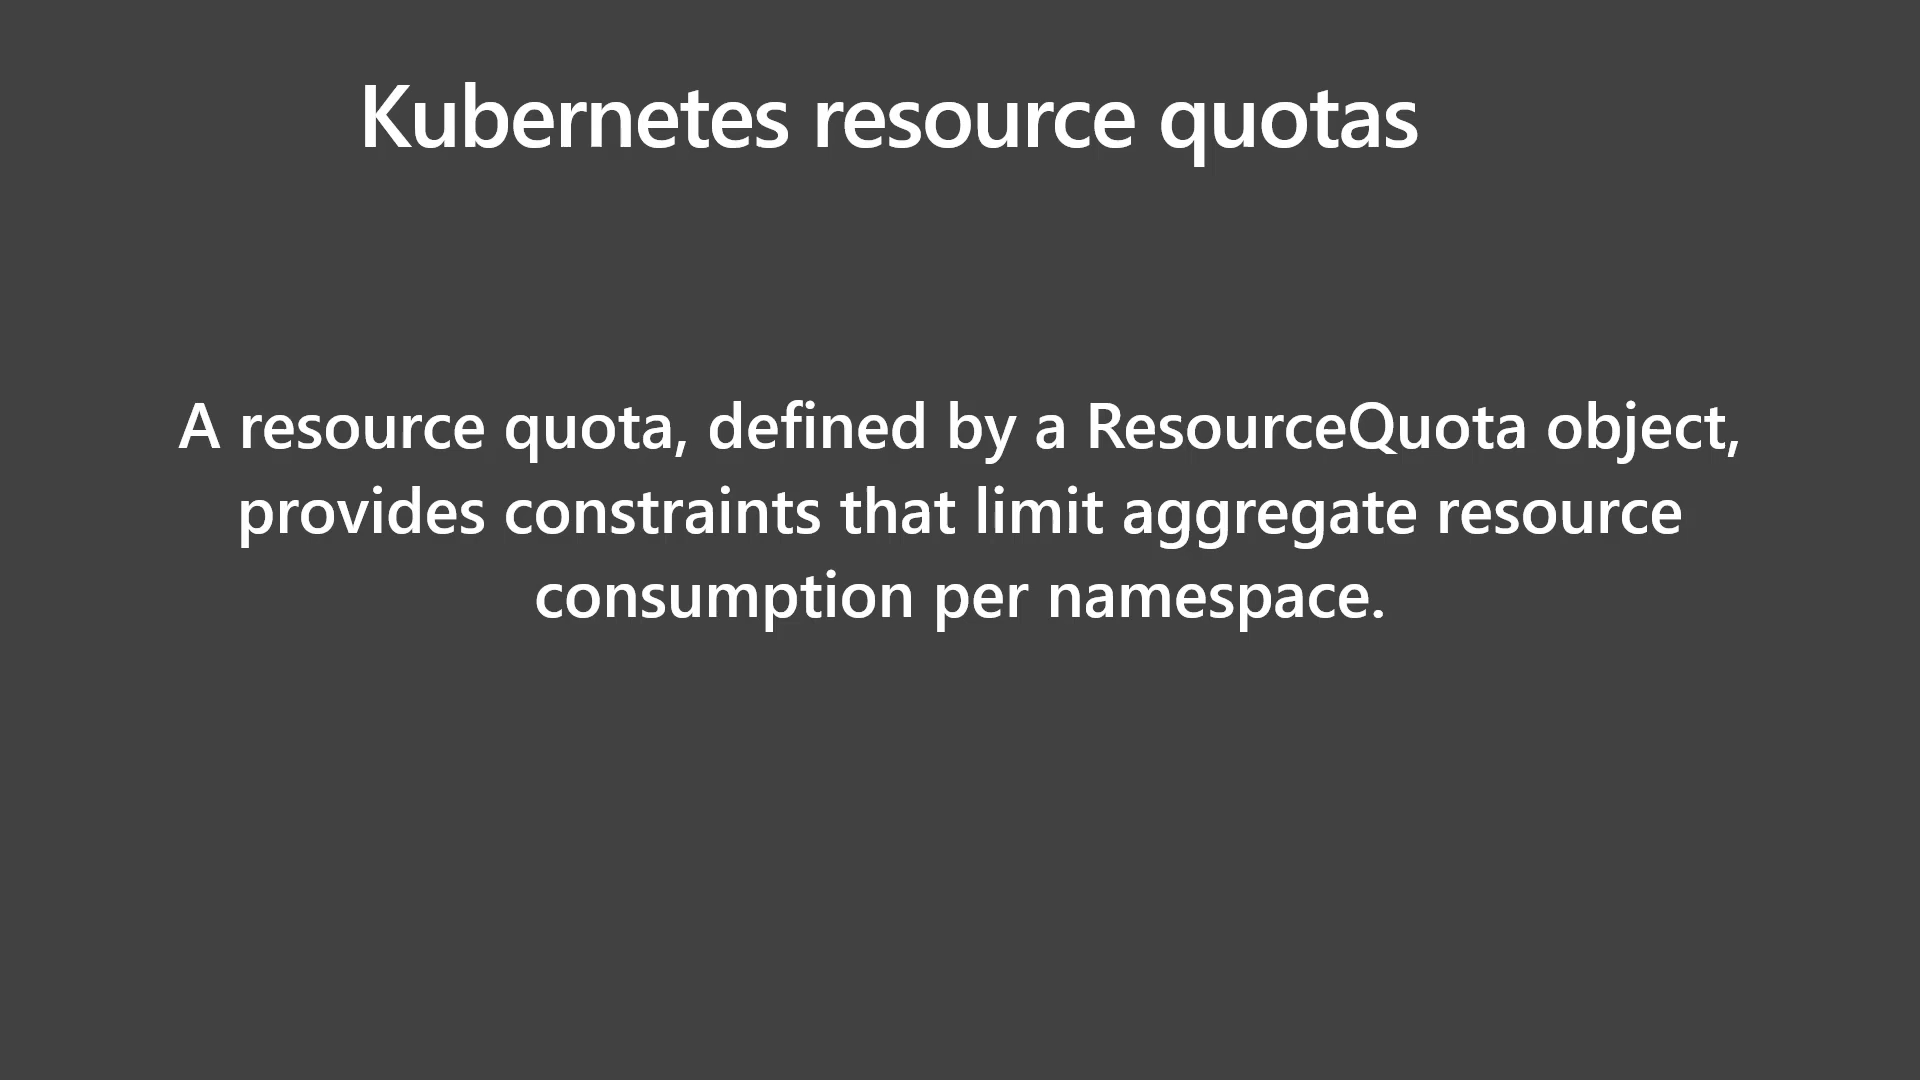 Kubernetes resource quotas
A resource quota, defined by a ResourceQuota object,
provides constraints that limit aggregate resource
consumption per namespace.